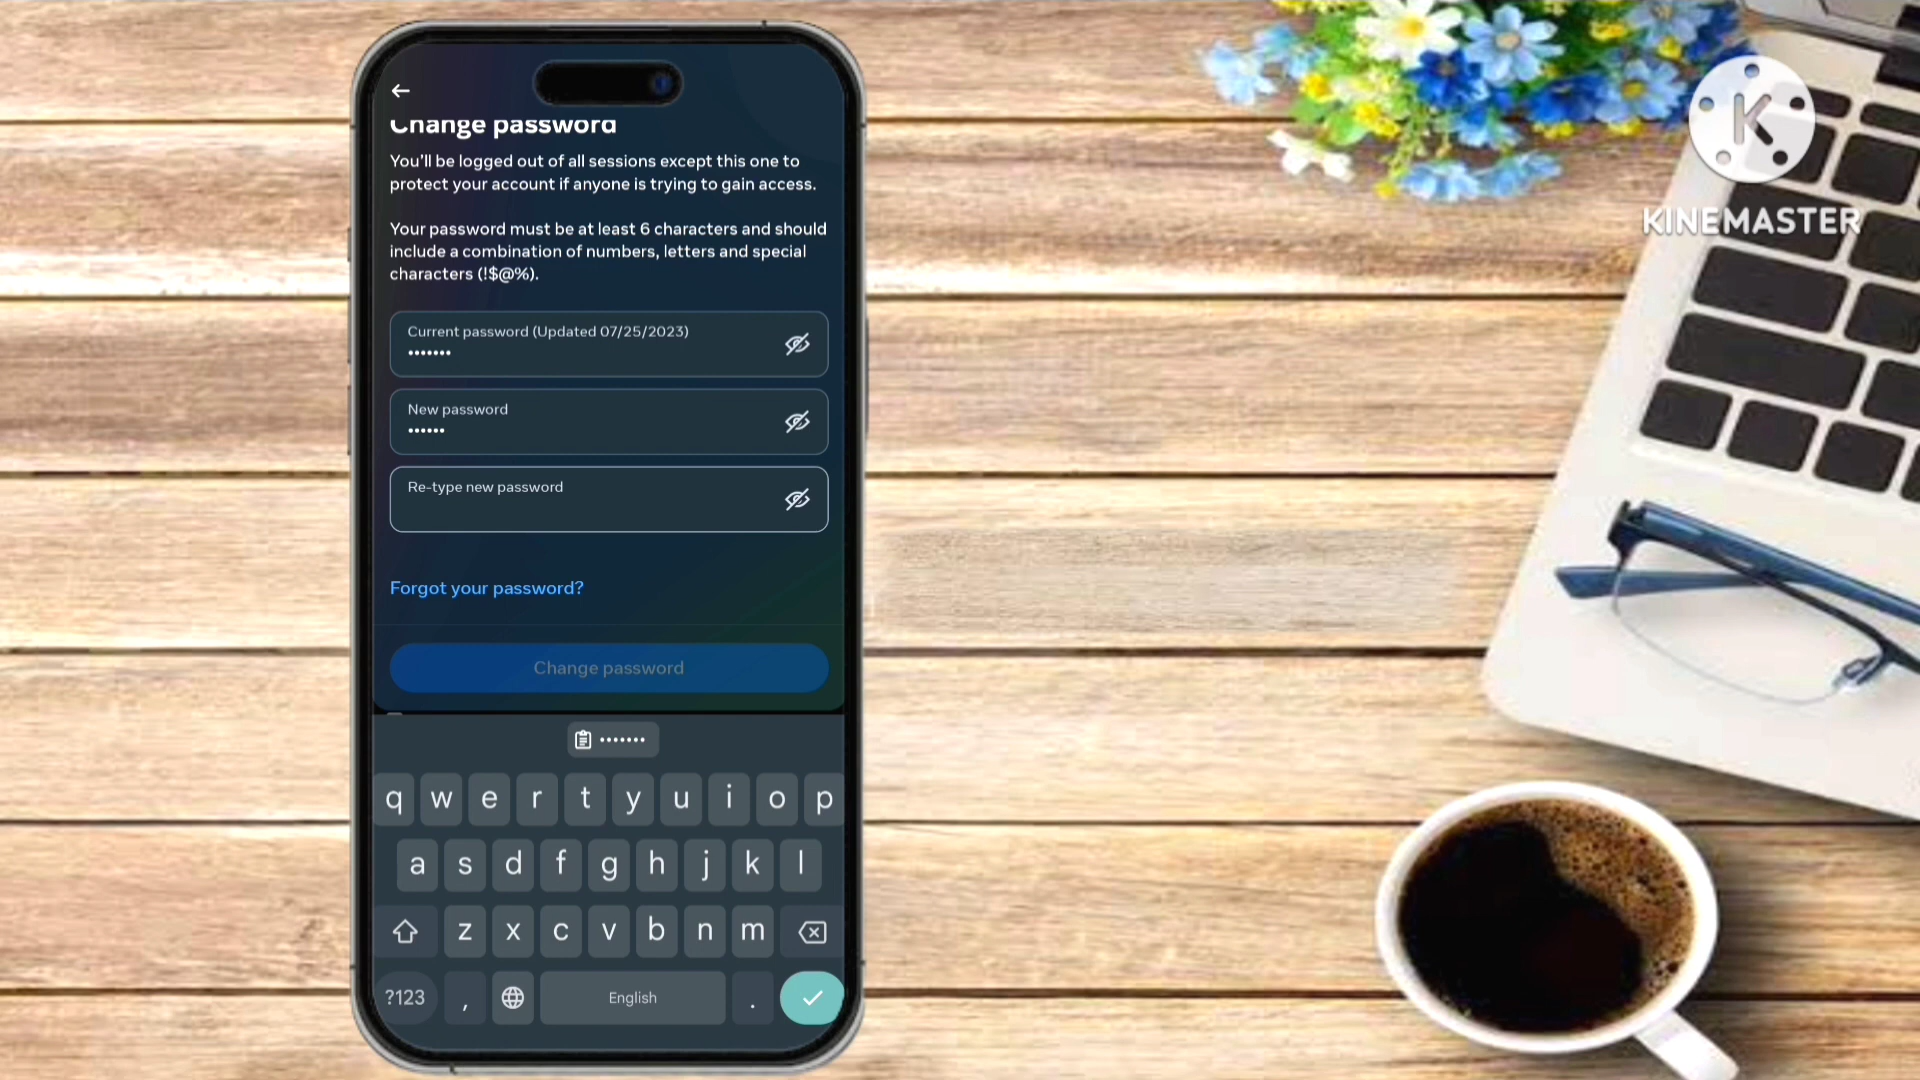 Change password
You'll be logged out of all sessions except this one to
protect your account if anyone is trying to gain access.
Your password must be at least 6 characters and should
include a combination of numbers, letters and special
characters (!$@%).
Current password (Updated 07/25/2023)
•••••••
New password
••••••
Re-type new password
Forgot your password?
Change password
•••••••
q w e r t y u i o p
a s d f g h j k l
z x c v b n m
?123 , English .
K
KINEMASTER